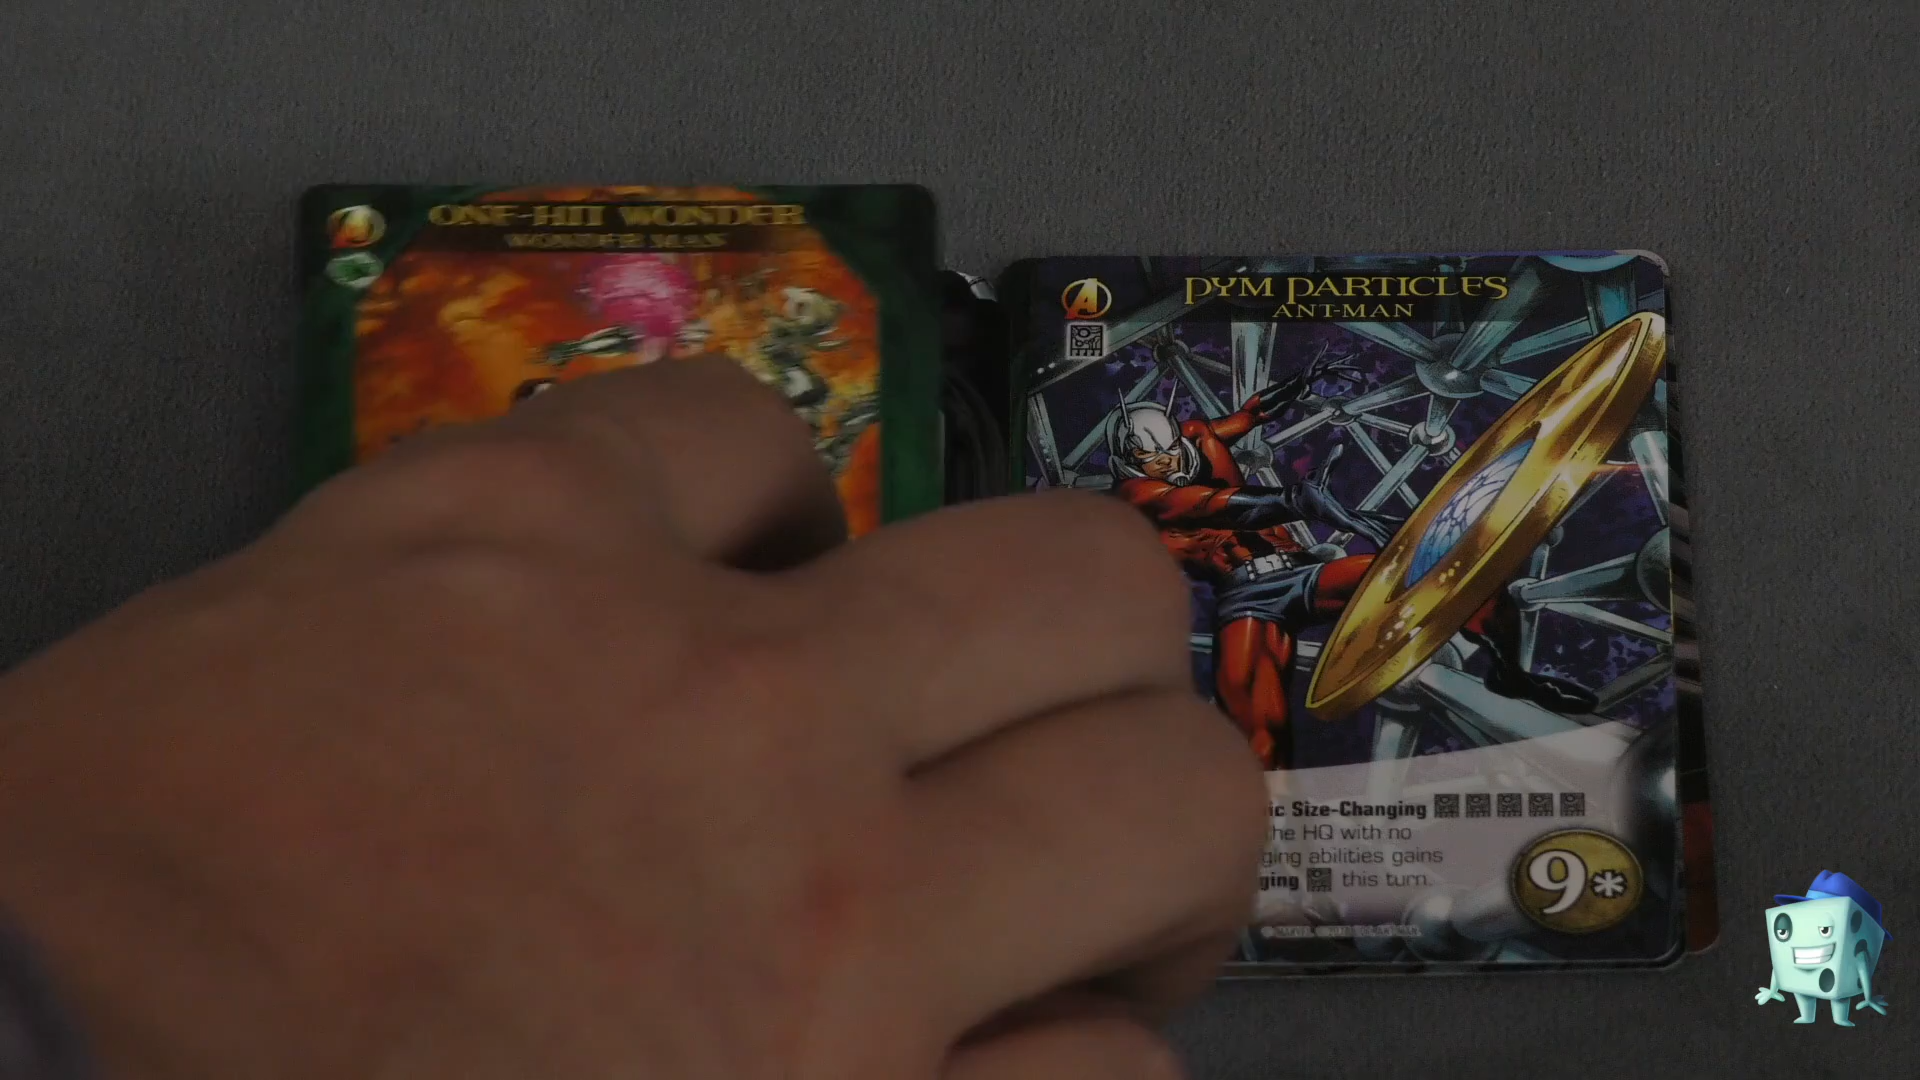 ONE-HIT WONDER
WONDER MAN
PYM PARTICLES
ANT-MAN
ic Size-Changing
the HQ with no
ging abilities gains
ging this turn.
9*